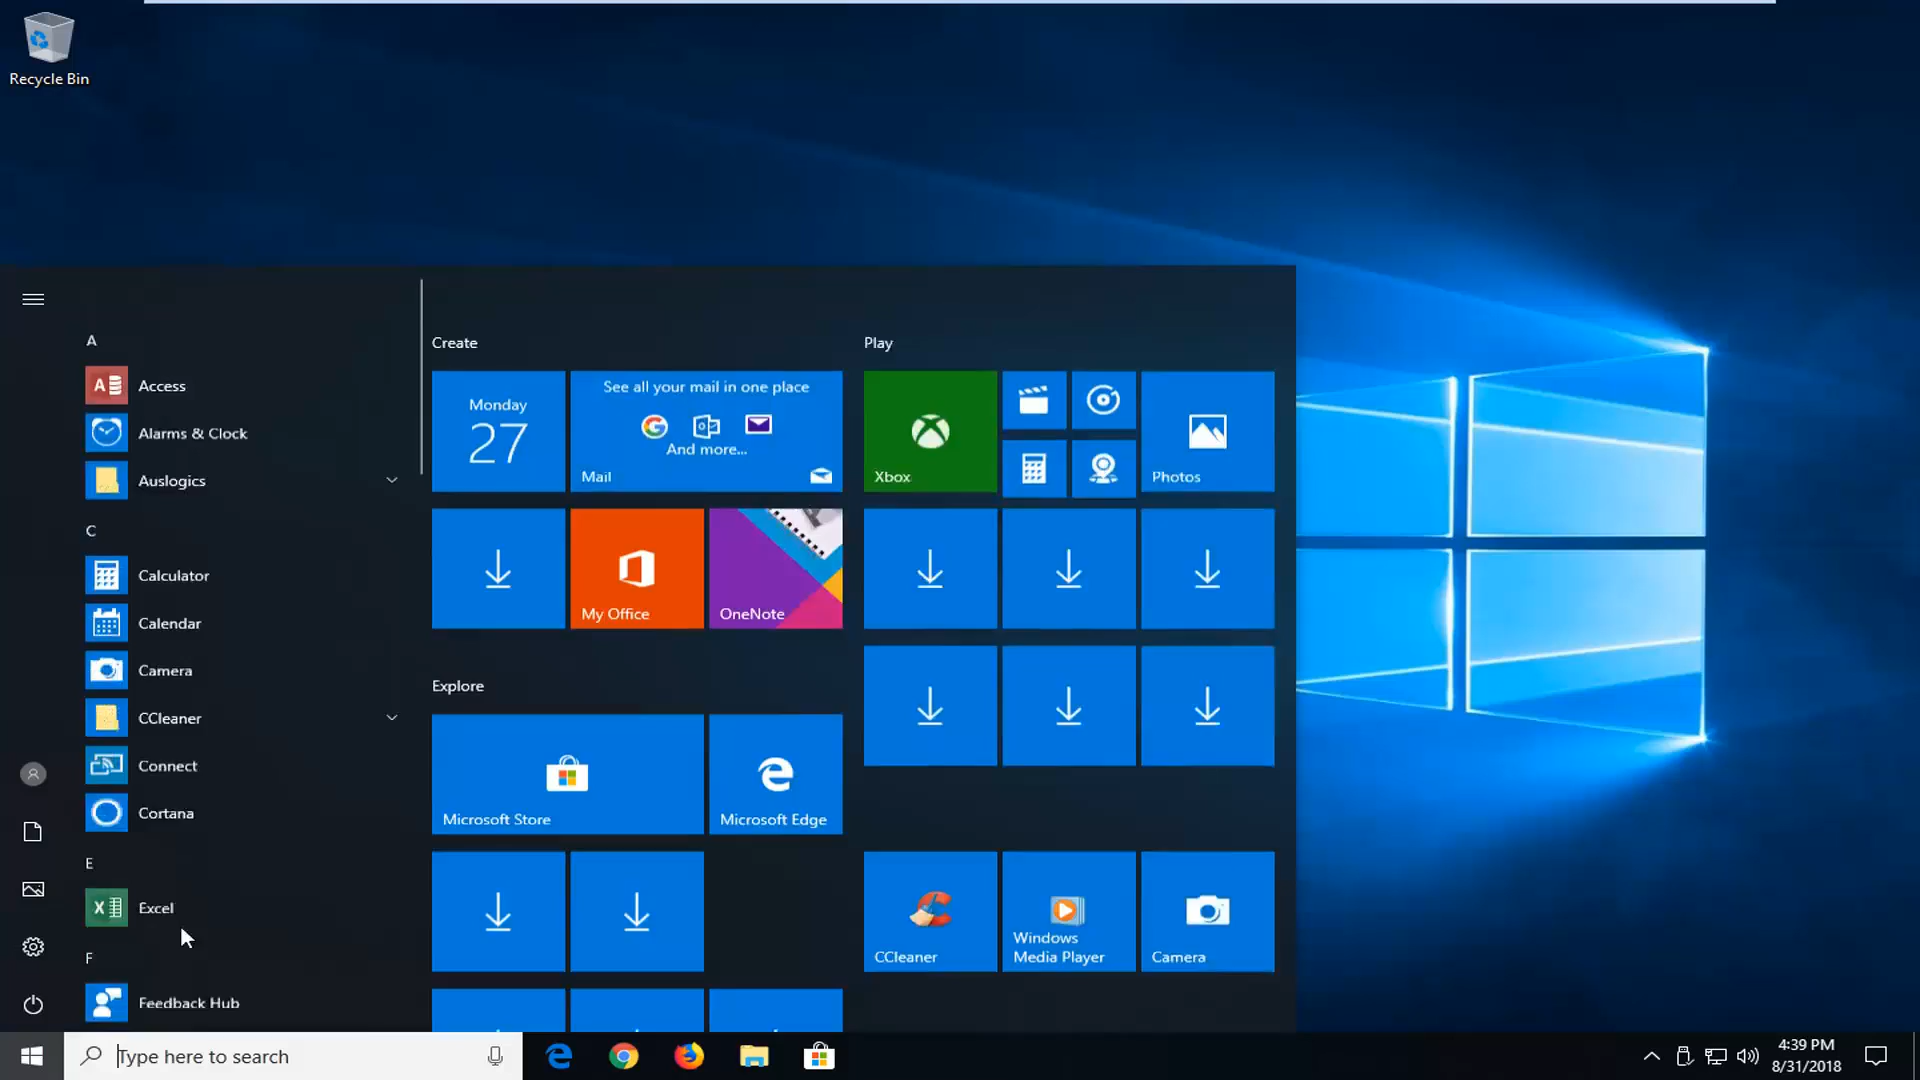 Recycle Bin
A
Access
Alarms & Clock
Auslogics
C
Calculator
Calendar
Camera
CCleaner
Connect
Cortana
E
Excel
F
Feedback Hub
Create
Monday
27
See all your mail in one place
And more...
Mail
My Office
OneNote
Explore
Microsoft Store
Microsoft Edge
Play
Xbox
Photos
CCleaner
Windows
Media Player
Camera
Type here to search
4:39 PM
8/31/2018